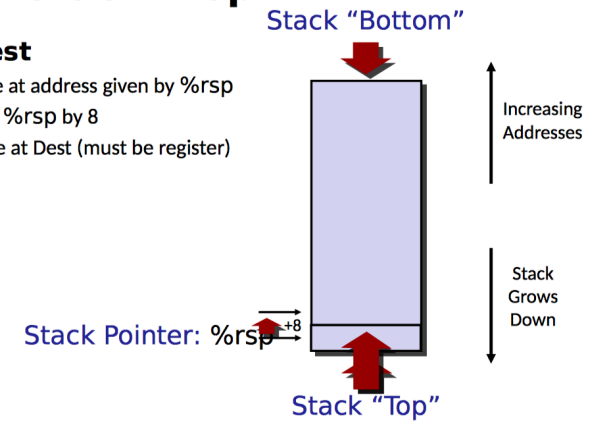 Stack “Bottom”
est
e at address given by %rsp
%rsp by 8
e at Dest (must be register)
Increasing
Addresses
Stack
Grows
Down
+8
Stack Pointer: %rsp
Stack “Top”